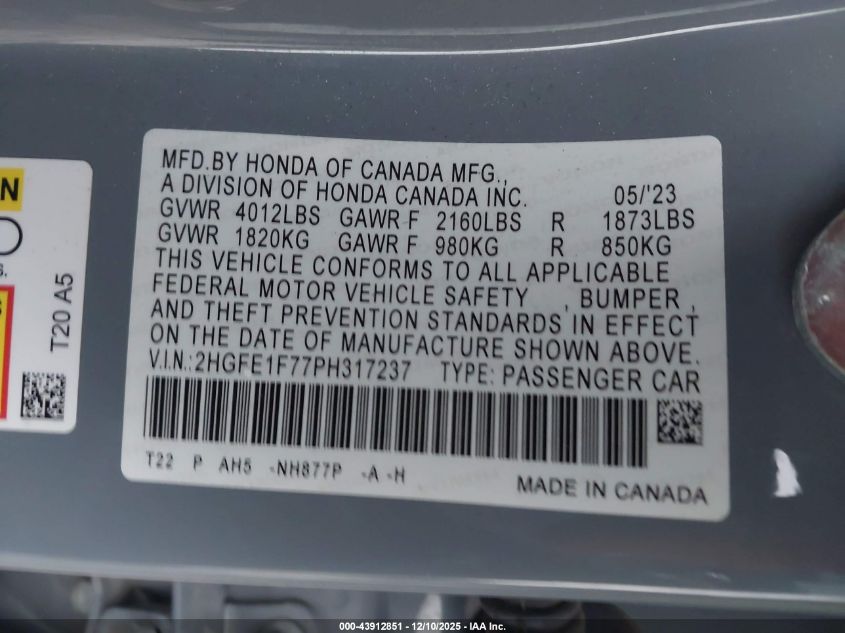 MFD.BY HONDA OF CANADA MFG.,
A DIVISION OF HONDA CANADA INC. 05/'23
GVWR 4012LBS GAWR F 2160LBS R 1873LBS
GVWR 1820KG GAWR F 980KG R 850KG
THIS VEHICLE CONFORMS TO ALL APPLICABLE
FEDERAL MOTOR VEHICLE SAFETY , BUMPER ,
AND THEFT PREVENTION STANDARDS IN EFFECT
ON THE DATE OF MANUFACTURE SHOWN ABOVE.
V.I.N.:2HGFE1F77PH317237 TYPE: PASSENGER CAR
T22 P AH5 -NH877P -A -H
MADE IN CANADA
N
S.
S
T20 A5
000-43912851 - 12/10/2025 - IAA Inc.